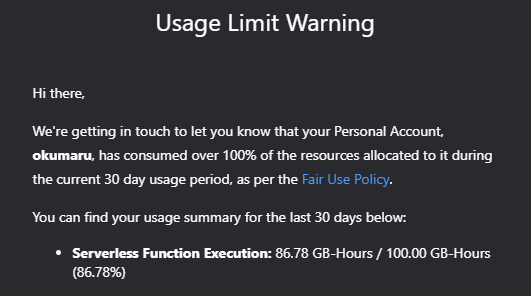 Usage Limit Warning
Hi there,
We're getting in touch to let you know that your Personal Account,
okumaru, has consumed over 100% of the resources allocated to it during
the current 30 day usage period, as per the Fair Use Policy.
You can find your usage summary for the last 30 days below:
• Serverless Function Execution: 86.78 GB-Hours / 100.00 GB-Hours
(86.78%)